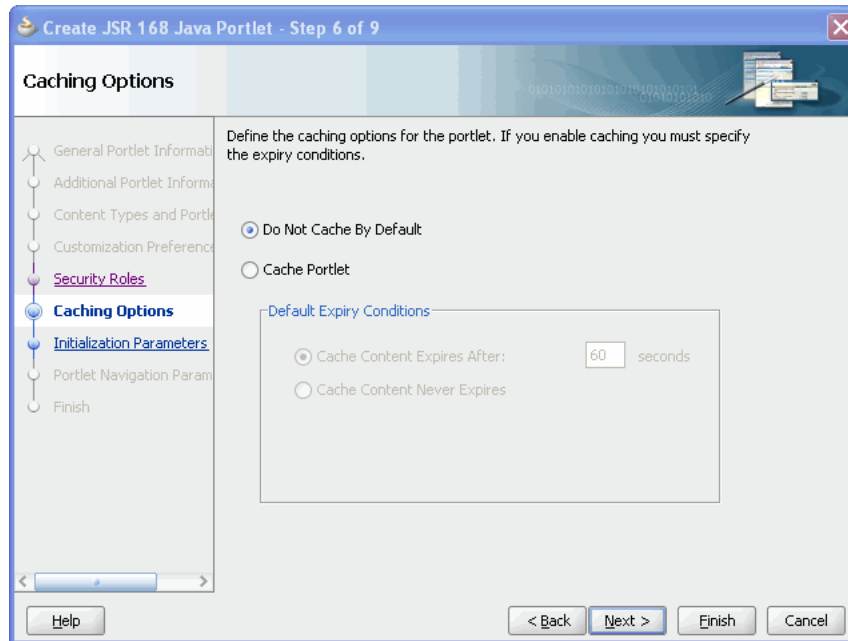 Create JSR 168 Java Portlet - Step 6 of 9
Caching Options
General Portlet Informati
Additional Portlet Informa
Content Types and Portle
Customization Preference
Security Roles
Caching Options
Initialization Parameters
Portlet Navigation Param
Finish
Define the caching options for the portlet. If you enable caching you must specify
the expiry conditions.
Do Not Cache By Default
Cache Portlet
Default Expiry Conditions
Cache Content Expires After: 60 seconds
Cache Content Never Expires
Help < Back Next > Finish Cancel